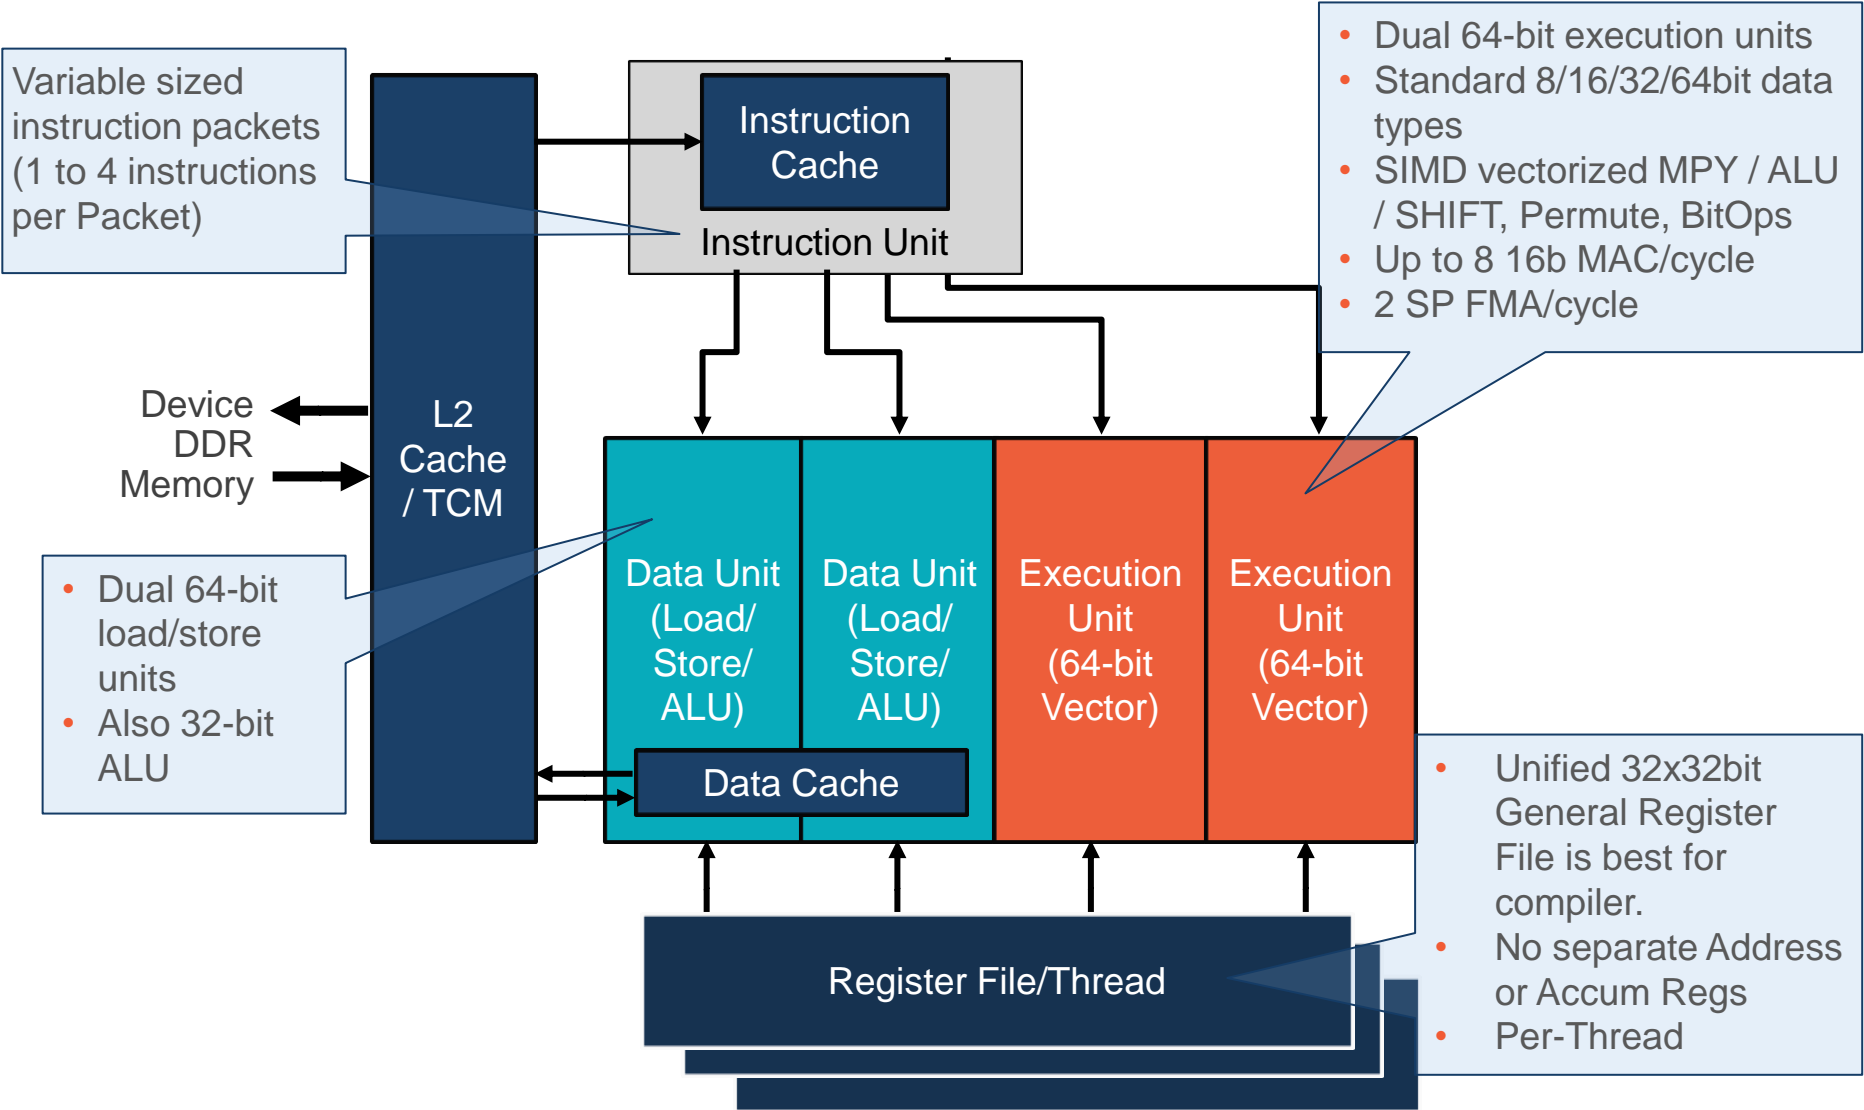 Variable sized
instruction packets
(1 to 4 instructions
per Packet)
Instruction
Cache
Instruction Unit
• Dual 64-bit execution units
• Standard 8/16/32/64bit data
types
• SIMD vectorized MPY / ALU
/ SHIFT, Permute, BitOps
• Up to 8 16b MAC/cycle
• 2 SP FMA/cycle
Device
DDR
Memory
L2
Cache
/ TCM
• Dual 64-bit
load/store
units
• Also 32-bit
ALU
Data Unit
(Load/
Store/
ALU)
Data Unit
(Load/
Store/
ALU)
Execution
Unit
(64-bit
Vector)
Execution
Unit
(64-bit
Vector)
Data Cache
Register File/Thread
• Unified 32x32bit
General Register
File is best for
compiler.
• No separate Address
or Accum Regs
• Per-Thread